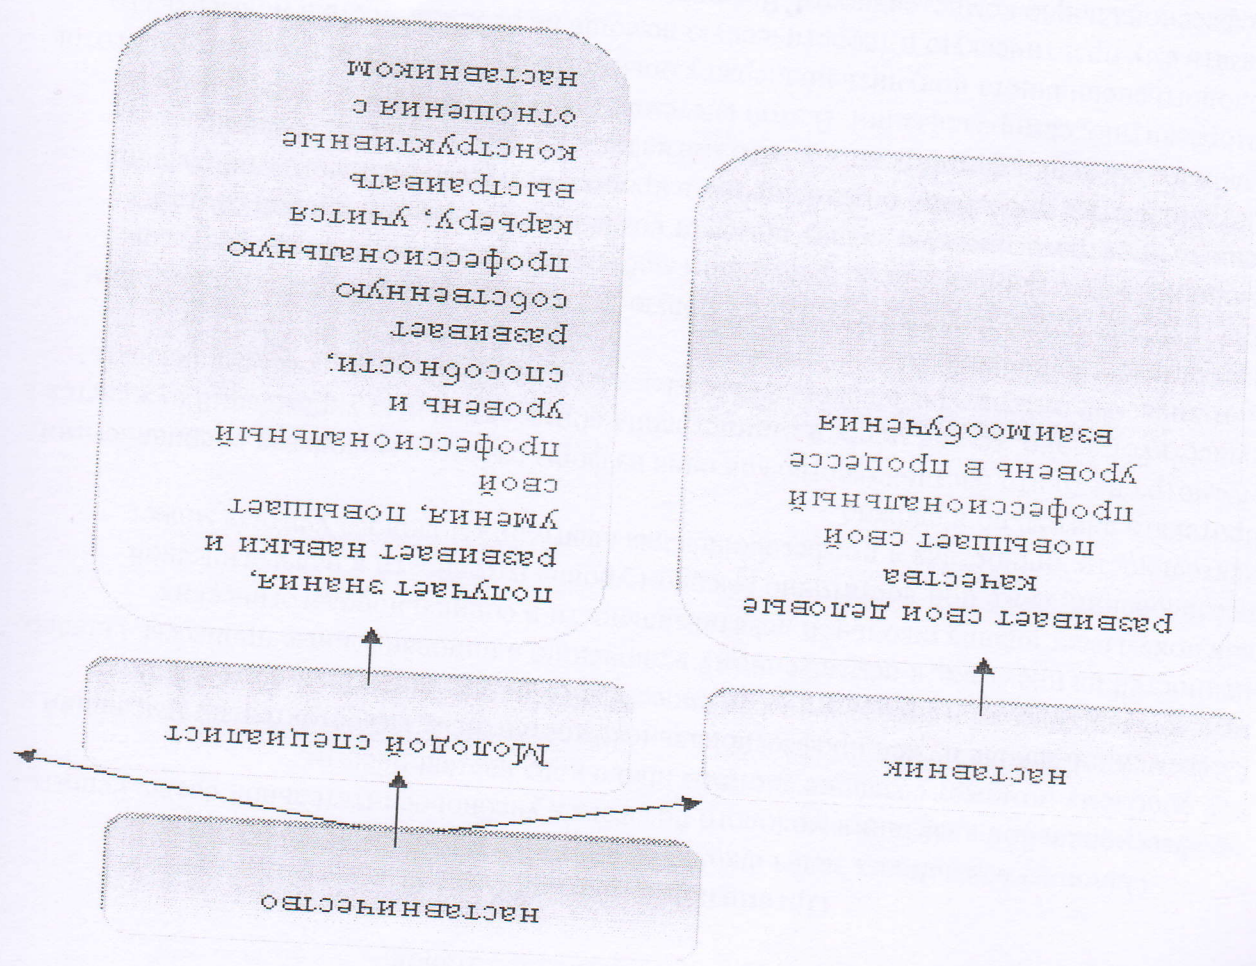 наставничество
наставник
развивает свои деловые
качества
повышает свой
профессиональный
уровень в процессе
взаимообучения
Молодой специалист
получает знания,
развивает навыки и
умения, повышает
свой
профессиональный
уровень и
способности;
развивает
собственную
профессиональную
карьеру; учится
выстраивать
конструктивные
отношения с
наставником